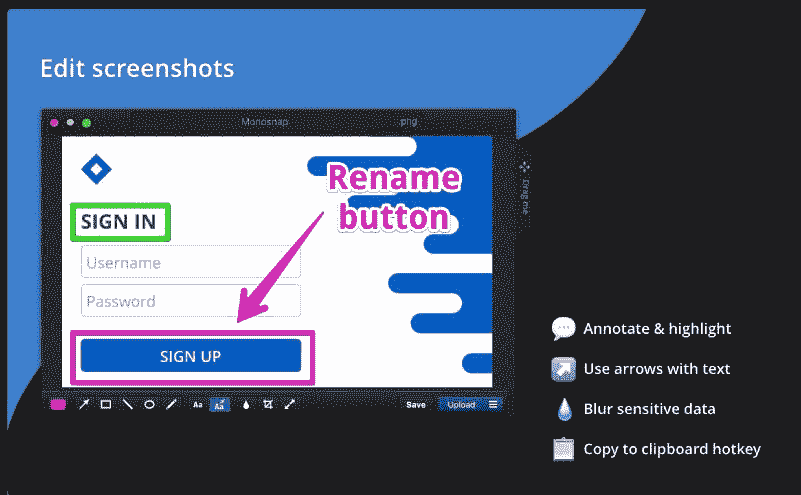 Edit screenshots
Monosnap
png
Drag me
Rename
button
SIGN IN
Username
Password
SIGN UP
Aa
Aa
Save
Upload
Annotate & highlight
Use arrows with text
Blur sensitive data
Copy to clipboard hotkey